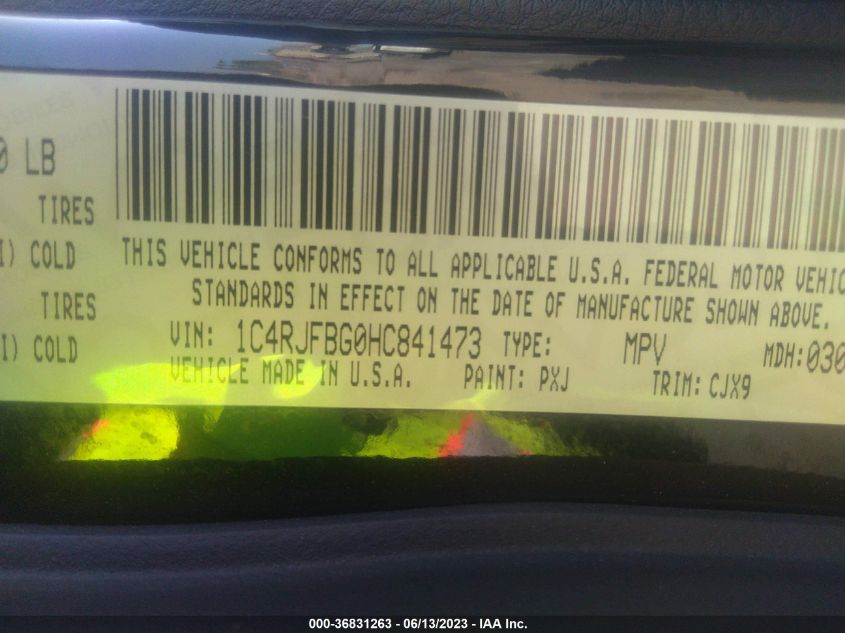 0 LB
TIRES
I) COLD
TIRES
I) COLD
THIS VEHICLE CONFORMS TO ALL APPLICABLE U.S.A. FEDERAL MOTOR VEHIC
STANDARDS IN EFFECT ON THE DATE OF MANUFACTURE SHOWN ABOVE.
VIN: 1C4RJFBG0HC841473 TYPE: MPV MDH:030
VEHICLE MADE IN U.S.A. PAINT: PXJ TRIM: CJX9
000-36831263 - 06/13/2023 - IAA Inc.